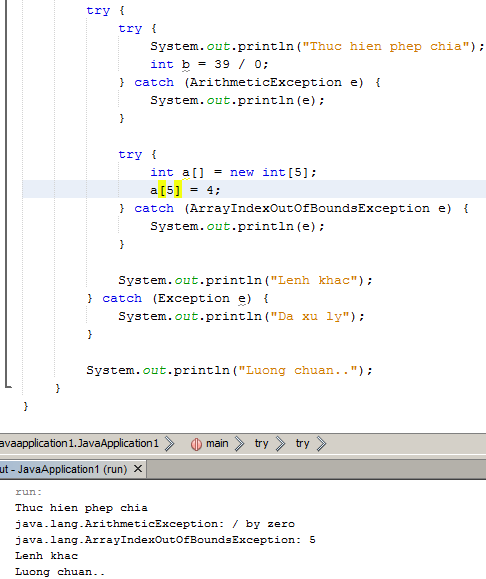 try {
try {
System.out.println("Thuc hien phep chia");
int b = 39 / 0;
} catch (ArithmeticException e) {
System.out.println(e);
}
try {
int a[] = new int[5];
a[5] = 4;
} catch (ArrayIndexOutOfBoundsException e) {
System.out.println(e);
}
System.out.println("Lenh khac");
} catch (Exception e) {
System.out.println("Da xu ly");
}
System.out.println("Luong chuan..");
}
}
avaapplication1.JavaApplication1 main try try
ut - JavaApplication1 (run)
run:
Thuc hien phep chia
java.lang.ArithmeticException: / by zero
java.lang.ArrayIndexOutOfBoundsException: 5
Lenh khac
Luong chuan..